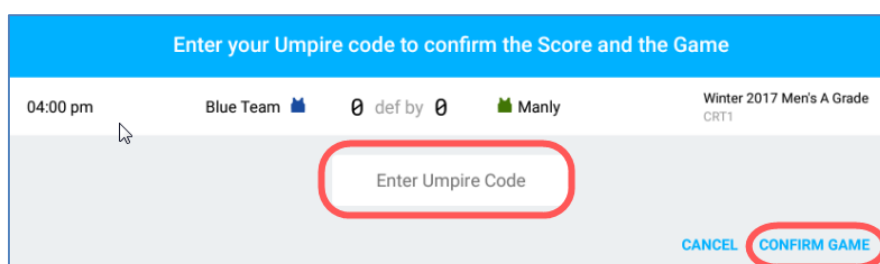 Enter your Umpire code to confirm the Score and the Game
04:00 pm Blue Team 0 def by 0 Manly Winter 2017 Men's A Grade
CRT1
Enter Umpire Code
CANCEL CONFIRM GAME